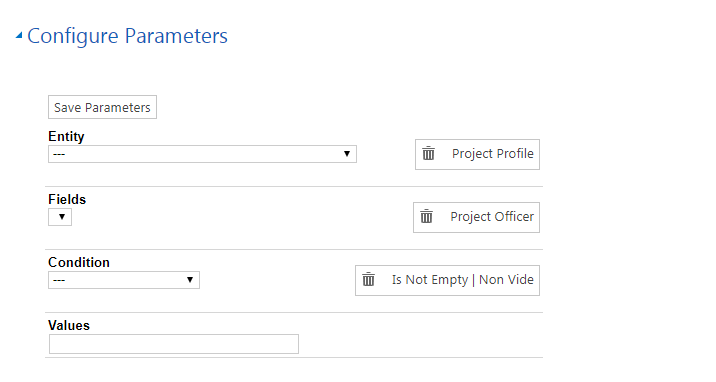 Configure Parameters
Save Parameters
Entity
---
Project Profile
Fields
Project Officer
Condition
---
Is Not Empty | Non Vide
Values